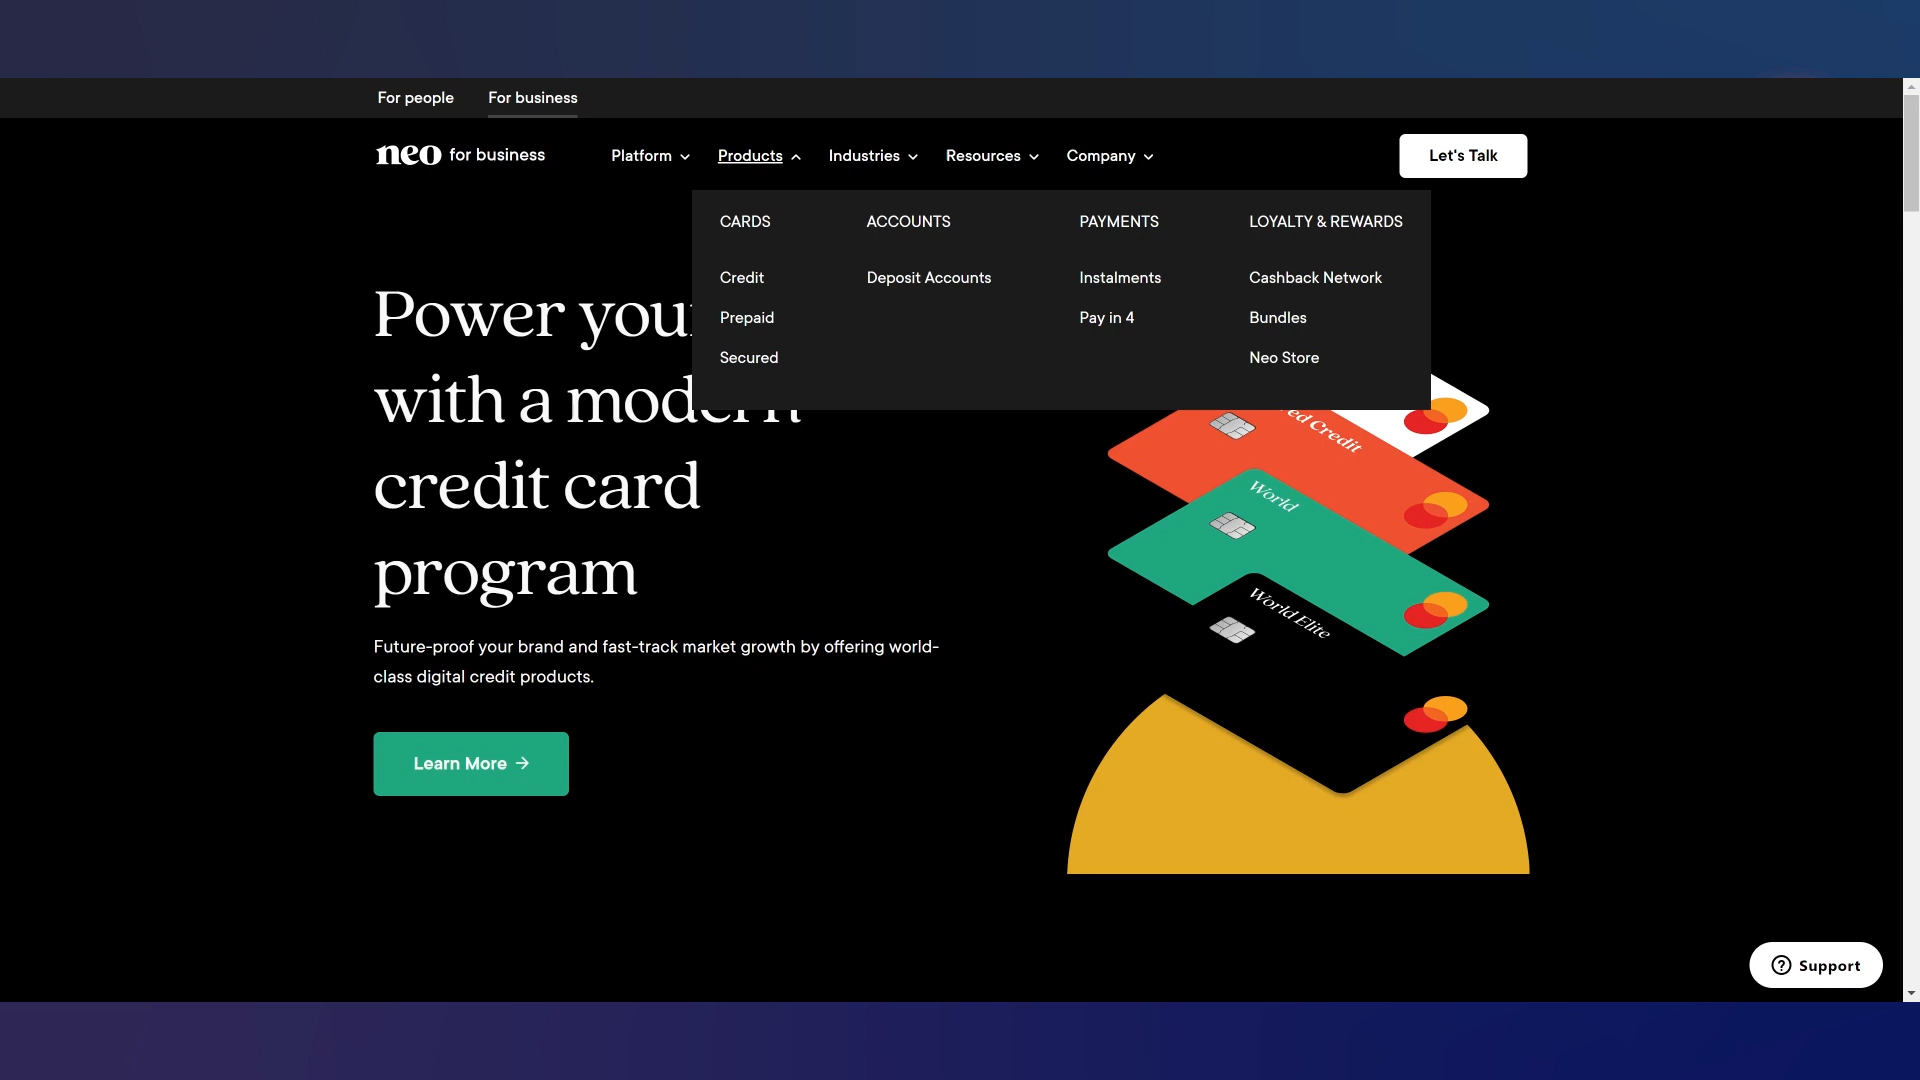 For people
For business
neo for business
Platform
Products
Industries
Resources
Company
Let's Talk
CARDS
Credit
Prepaid
Secured
ACCOUNTS
Deposit Accounts
PAYMENTS
Instalments
Pay in 4
LOYALTY & REWARDS
Cashback Network
Bundles
Neo Store
Power your
with a modern
credit card
program
Future-proof your brand and fast-track market growth by offering world-
class digital credit products.
Learn More →
Credit
World
World Elite
Support